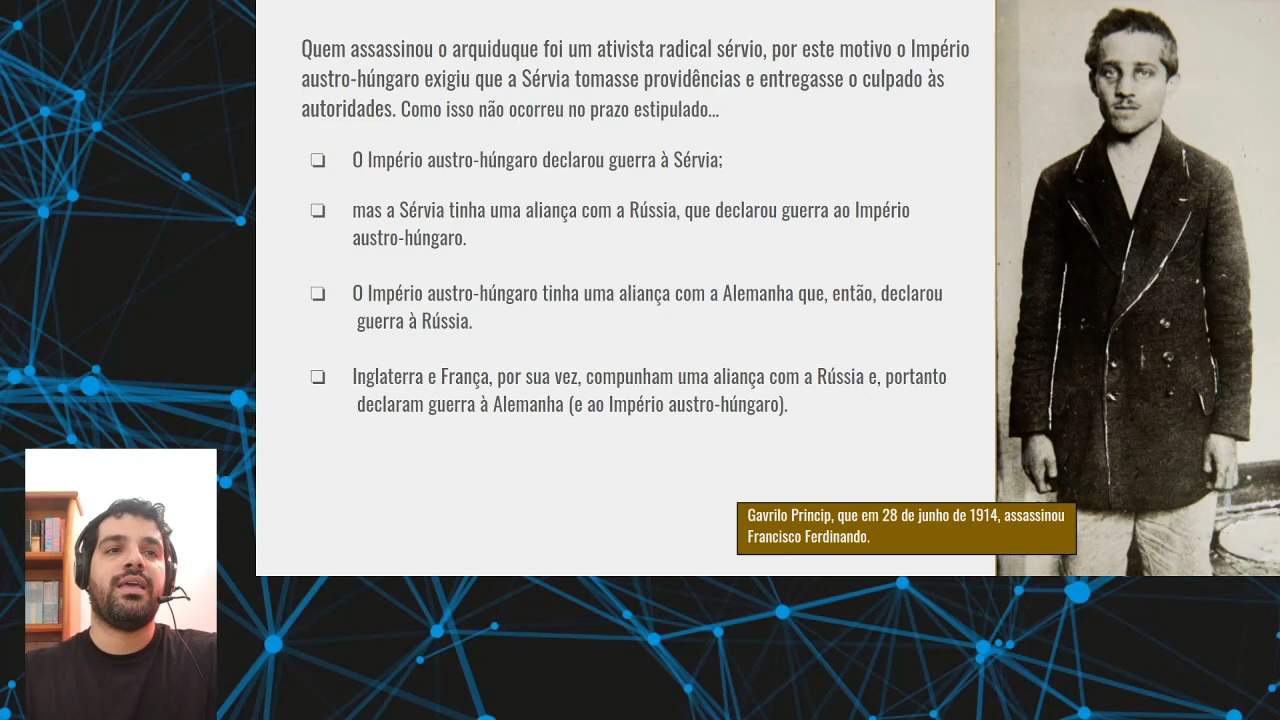 Quem assassinou o arquiduque foi um ativista radical sérvio, por este motivo o Império
austro-húngaro exigiu que a Sérvia tomasse providências e entregasse o culpado às
autoridades. Como isso não ocorreu no prazo estipulado...
O Império austro-húngaro declarou guerra à Sérvia;
mas a Sérvia tinha uma aliança com a Rússia, que declarou guerra ao Império
austro-húngaro.
O Império austro-húngaro tinha uma aliança com a Alemanha que, então, declarou
guerra à Rússia.
Inglaterra e França, por sua vez, compunham uma aliança com a Rússia e, portanto
declaram guerra à Alemanha (e ao Império austro-húngaro).
Gavrilo Princip, que em 28 de junho de 1914, assassinou
Francisco Ferdinando.